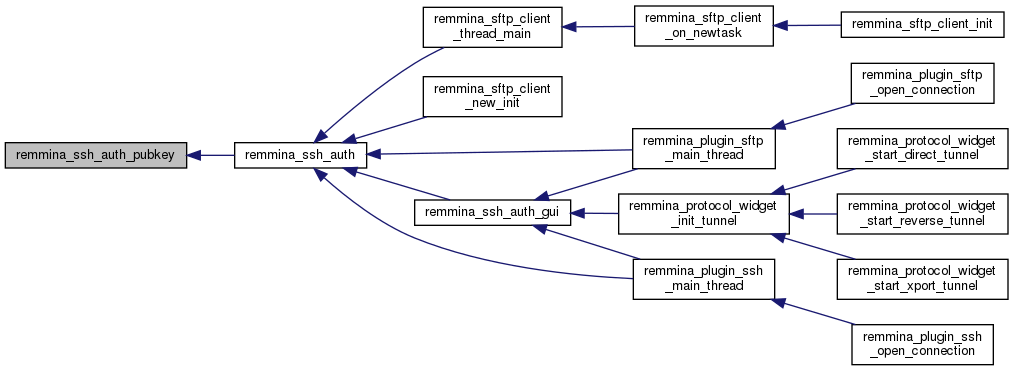 remmina_ssh_auth_pubkey
remmina_ssh_auth
remmina_sftp_client
_thread_main
remmina_sftp_client
_new_init
remmina_ssh_auth_gui
remmina_sftp_client
_on_newtask
remmina_plugin_sftp
_main_thread
remmina_protocol_widget
_init_tunnel
remmina_plugin_ssh
_main_thread
remmina_sftp_client_init
remmina_plugin_sftp
_open_connection
remmina_protocol_widget
_start_direct_tunnel
remmina_protocol_widget
_start_reverse_tunnel
remmina_protocol_widget
_start_xport_tunnel
remmina_plugin_ssh
_open_connection